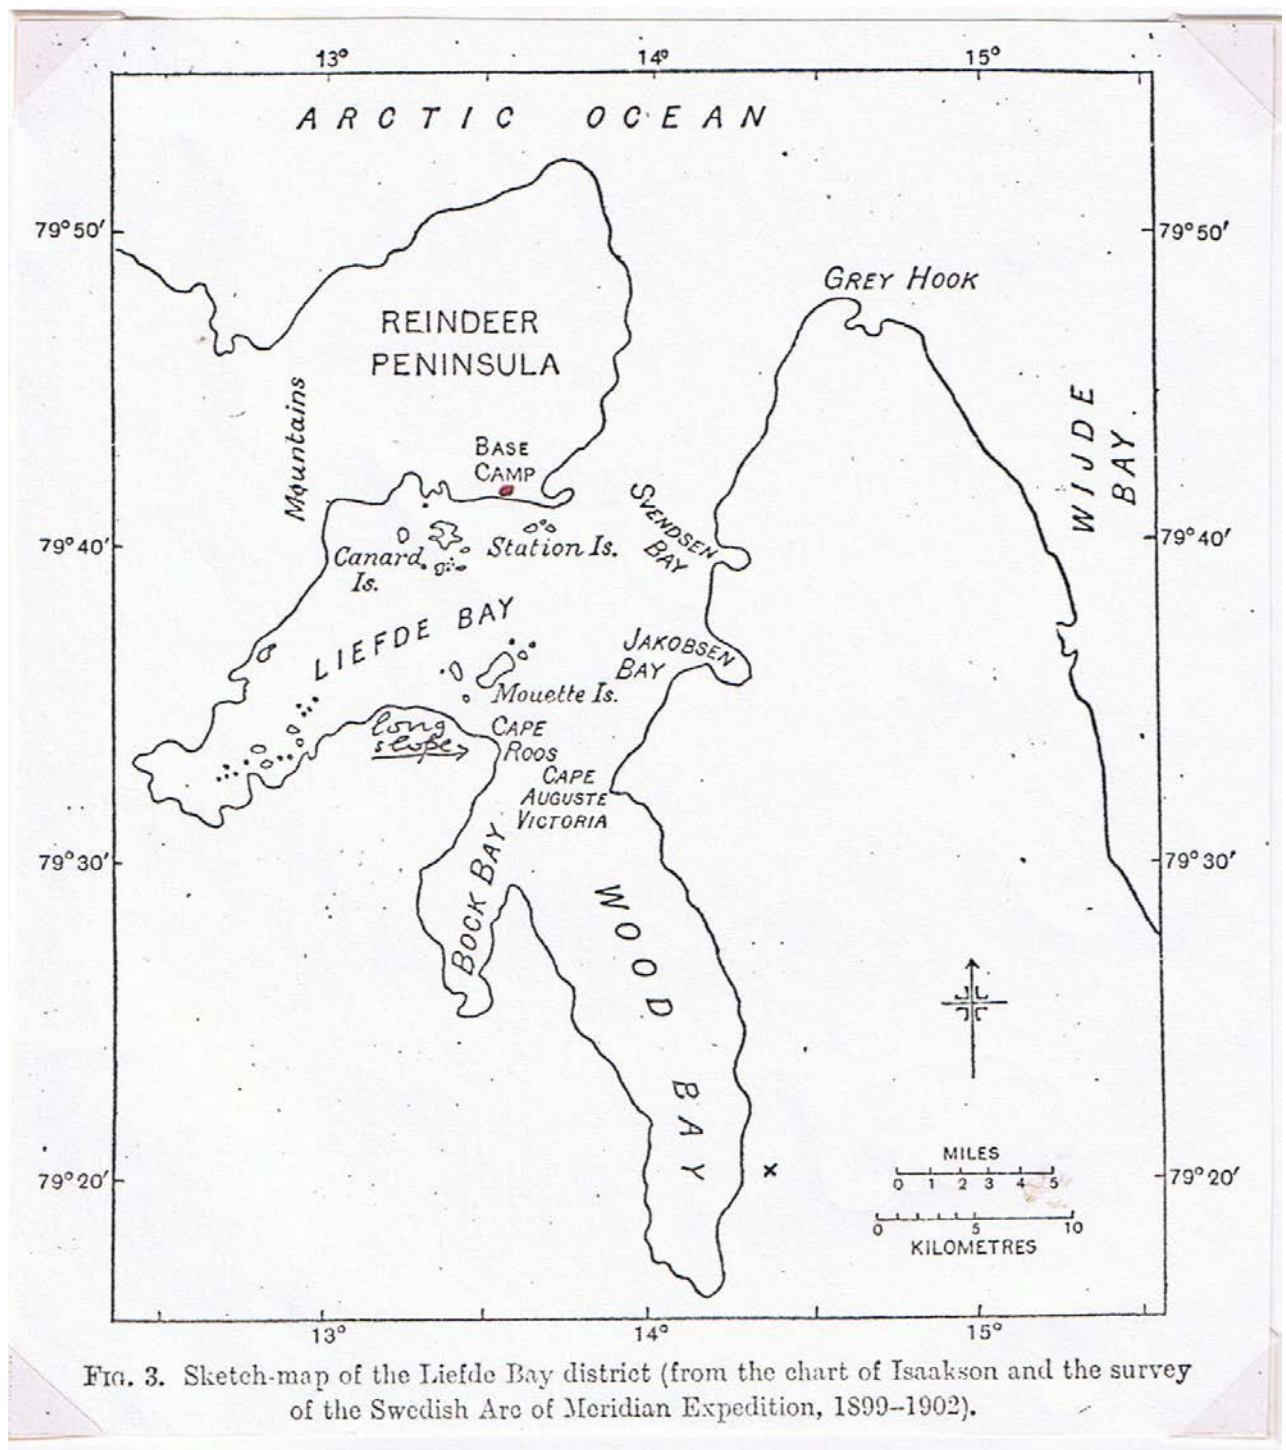 13° 14° 15°
ARCTIC OCEAN
79°50′ 79°50′
GREY HOOK
REINDEER
PENINSULA
Mountains
WIJDE
BAY.
BASE
CAMP
SVENDSEN
BAY
79°40′ 79°40′
Canard
Is.
Station Is.
LIEFDE BAY
JAKOBSEN
BAY
Mouette Is.
long
slope
CAPE
ROOS
CAPE
AUGUSTE
VICTORIA
79°30′ 79°30′
BOCK BAY
WOOD BAY
x
79°20′ 79°20′
MILES
0 1 2 3 4 5
0 5 10
KILOMETRES
13° 14° 15°
FIG. 3. Sketch-map of the Liefde Bay district (from the chart of Isaakson and the survey
of the Swedish Arc of Meridian Expedition, 1899–1902).